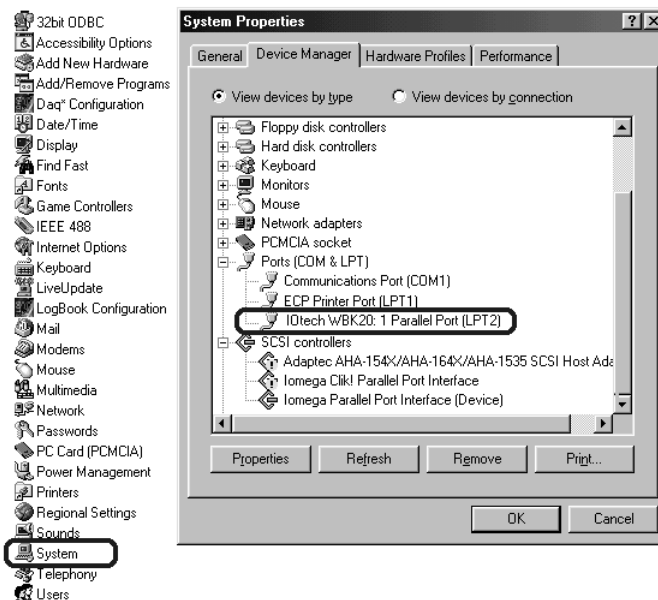 32bit ODBC
Accessibility Options
Add New Hardware
Add/Remove Programs
Daq* Configuration
Date/Time
Display
Find Fast
Fonts
Game Controllers
IEEE 488
Internet Options
Keyboard
LiveUpdate
LogBook Configuration
Mail
Modems
Mouse
Multimedia
Network
Passwords
PC Card (PCMCIA)
Power Management
Printers
Regional Settings
Sounds
System
Telephony
Users
System Properties
General Device Manager Hardware Profiles Performance
View devices by type View devices by connection
Floppy disk controllers
Hard disk controllers
Keyboard
Monitors
Mouse
Network adapters
PCMCIA socket
Ports (COM & LPT)
Communications Port (COM1)
ECP Printer Port (LPT1)
IOtech WBK20: 1 Parallel Port (LPT2)
SCSI controllers
Adaptec AHA-154X/AHA-164X/AHA-1535 SCSI Host Ada
Iomega Clik! Parallel Port Interface
Iomega Parallel Port Interface (Device)
Properties Refresh Remove Print...
OK Cancel